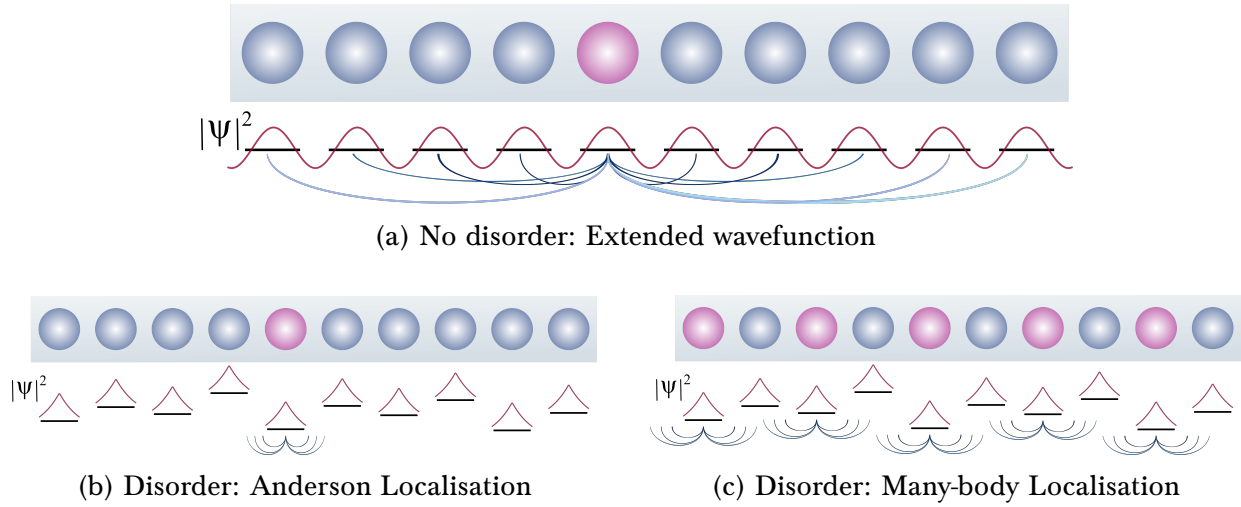 |Ψ|²
(a) No disorder: Extended wavefunction
|Ψ|²
|Ψ|²
(b) Disorder: Anderson Localisation
(c) Disorder: Many-body Localisation